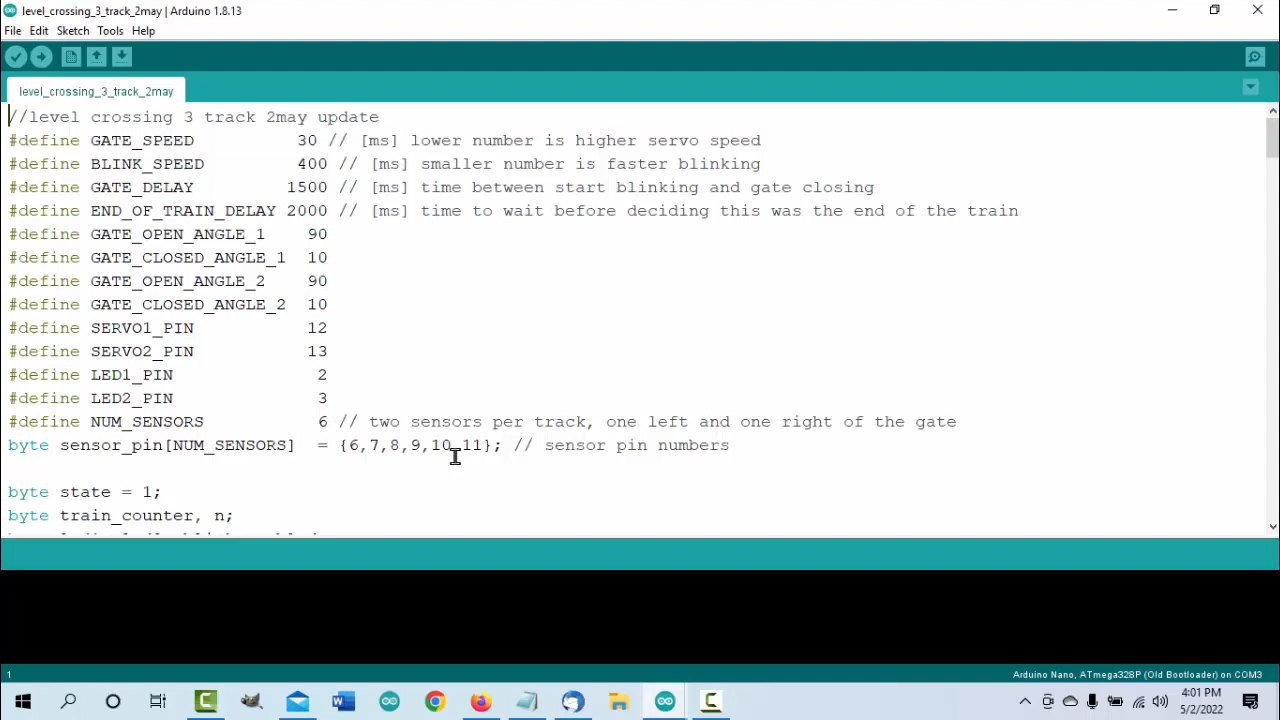 level_crossing_3_track_2may | Arduino 1.8.13
File Edit Sketch Tools Help
level_crossing_3_track_2may
//level crossing 3 track 2may update
#define GATE_SPEED 30 // [ms] lower number is higher servo speed
#define BLINK_SPEED 400 // [ms] smaller number is faster blinking
#define GATE_DELAY 1500 // [ms] time between start blinking and gate closing
#define END_OF_TRAIN_DELAY 2000 // [ms] time to wait before deciding this was the end of the train
#define GATE_OPEN_ANGLE_1 90
#define GATE_CLOSED_ANGLE_1 10
#define GATE_OPEN_ANGLE_2 90
#define GATE_CLOSED_ANGLE_2 10
#define SERVO1_PIN 12
#define SERVO2_PIN 13
#define LED1_PIN 2
#define LED2_PIN 3
#define NUM_SENSORS 6 // two sensors per track, one left and one right of the gate
byte sensor_pin[NUM_SENSORS] = {6,7,8,9,10,11}; // sensor pin numbers
byte state = 1;
byte train_counter, n;
1
Arduino Nano, ATmega328P (Old Bootloader) on COM3
4:01 PM
5/2/2022